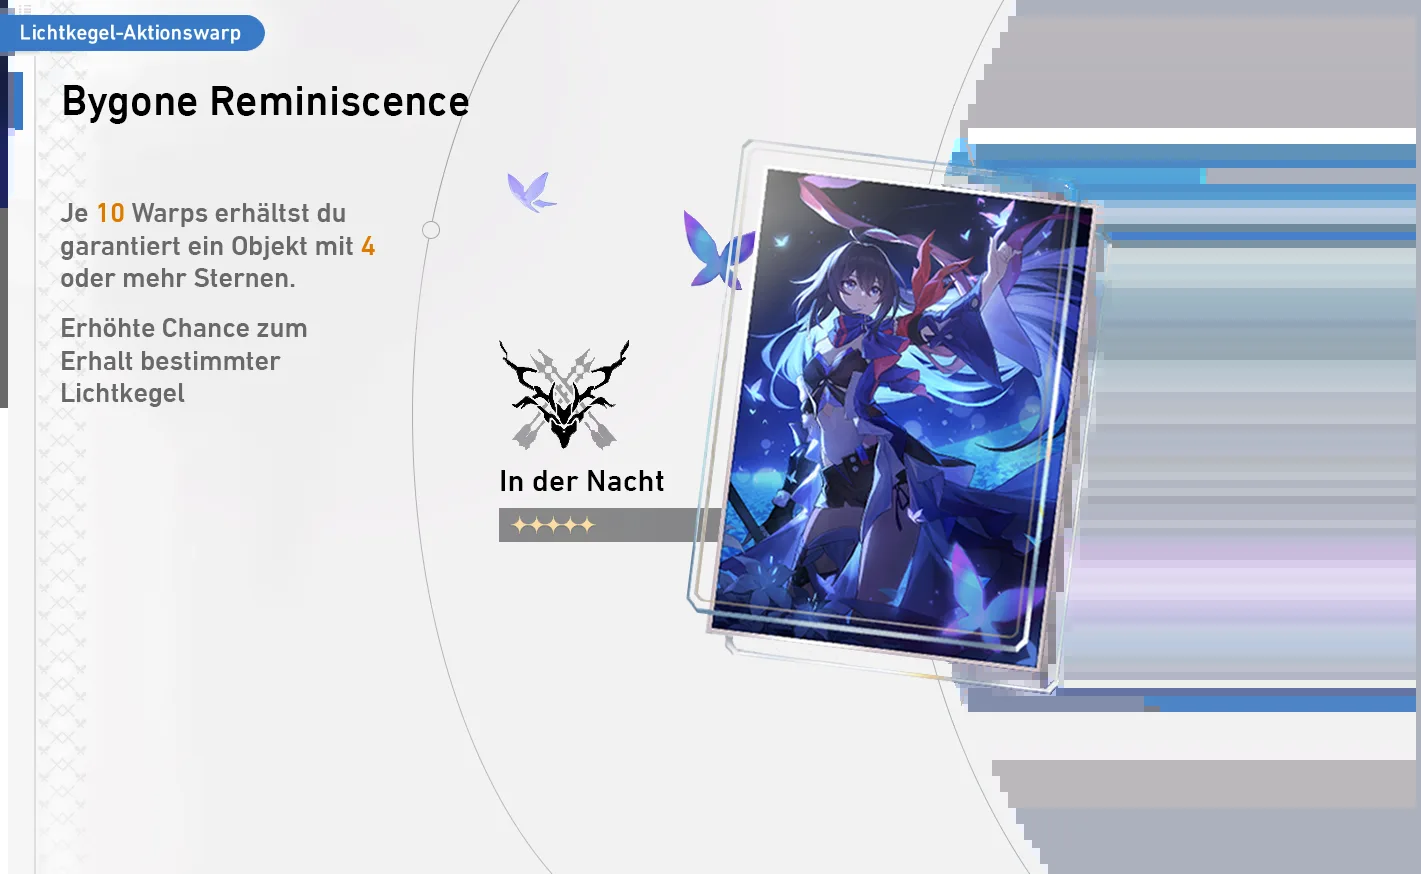 Lichtkegel-Aktionswarp
Bygone Reminiscence
Je 10 Warps erhältst du
garantiert ein Objekt mit 4
oder mehr Sternen.
Erhöhte Chance zum
Erhalt bestimmter
Lichtkegel
In der Nacht